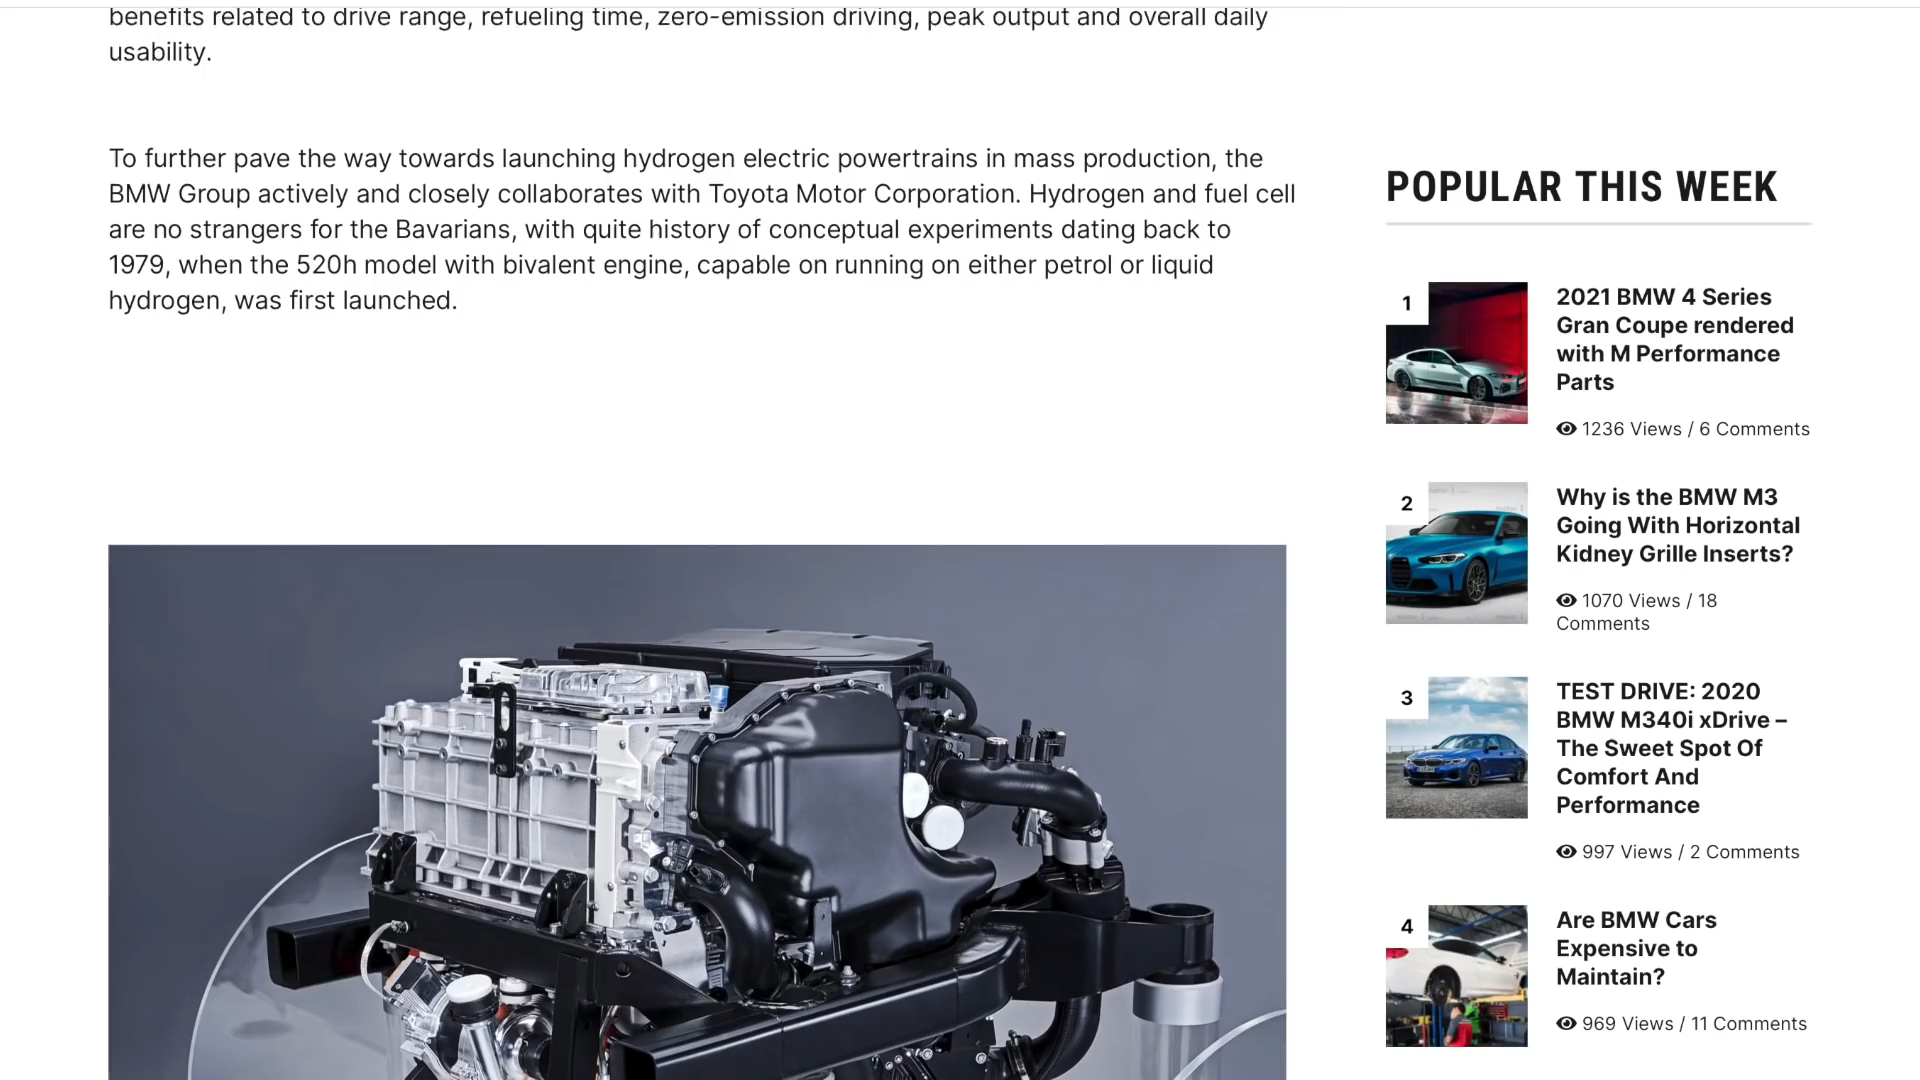 benefits related to drive range, refueling time, zero-emission driving, peak output and overall daily
usability.
To further pave the way towards launching hydrogen electric powertrains in mass production, the
BMW Group actively and closely collaborates with Toyota Motor Corporation. Hydrogen and fuel cell
are no strangers for the Bavarians, with quite history of conceptual experiments dating back to
1979, when the 520h model with bivalent engine, capable on running on either petrol or liquid
hydrogen, was first launched.
POPULAR THIS WEEK
1
2021 BMW 4 Series
Gran Coupe rendered
with M Performance
Parts
1236 Views / 6 Comments
2
Why is the BMW M3
Going With Horizontal
Kidney Grille Inserts?
1070 Views / 18
Comments
3
TEST DRIVE: 2020
BMW M340i xDrive –
The Sweet Spot Of
Comfort And
Performance
997 Views / 2 Comments
4
Are BMW Cars
Expensive to
Maintain?
969 Views / 11 Comments